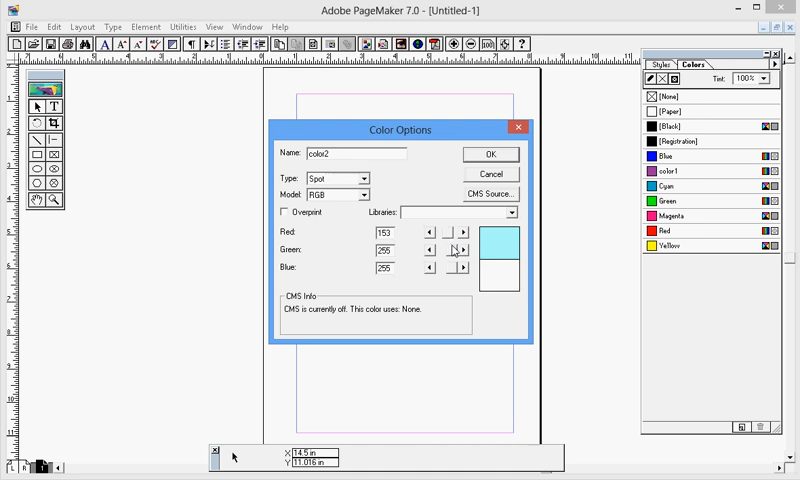 Adobe PageMaker 7.0 - [Untitled-1]
File Edit Layout Type Element Utilities View Window Help
Styles Colors
Tint: 100%
[None]
[Paper]
[Black]
[Registration]
Blue
color1
Cyan
Green
Magenta
Red
Yellow
Color Options
Name: color2
OK
Type: Spot
Cancel
Model: RGB
CMS Source...
Overprint
Libraries:
Red: 153
Green: 255
Blue: 255
CMS Info
CMS is currently off. This color uses: None.
X 14.5 in
Y 11.016 in
L R 1